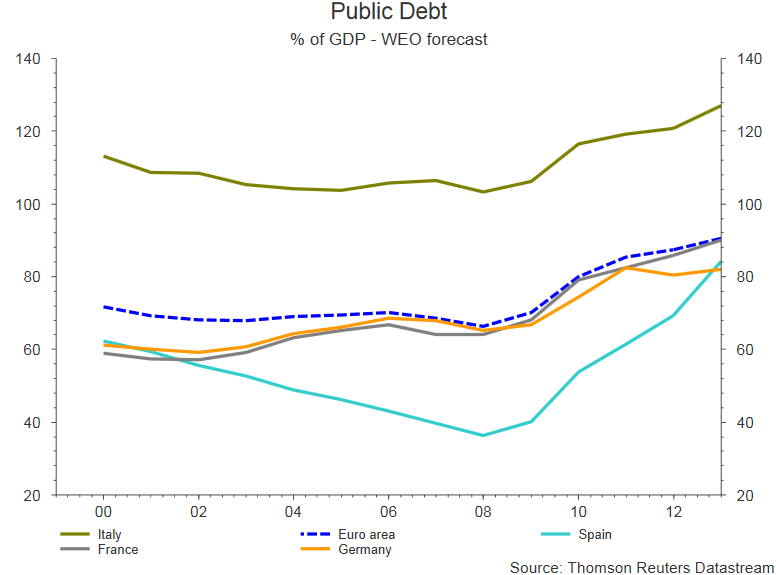 Public Debt
% of GDP - WEO forecast
140 140
120 120
100 100
80 80
60 60
40 40
20 20
00 02 04 06 08 10 12
Italy Euro area Spain
France Germany
Source: Thomson Reuters Datastream